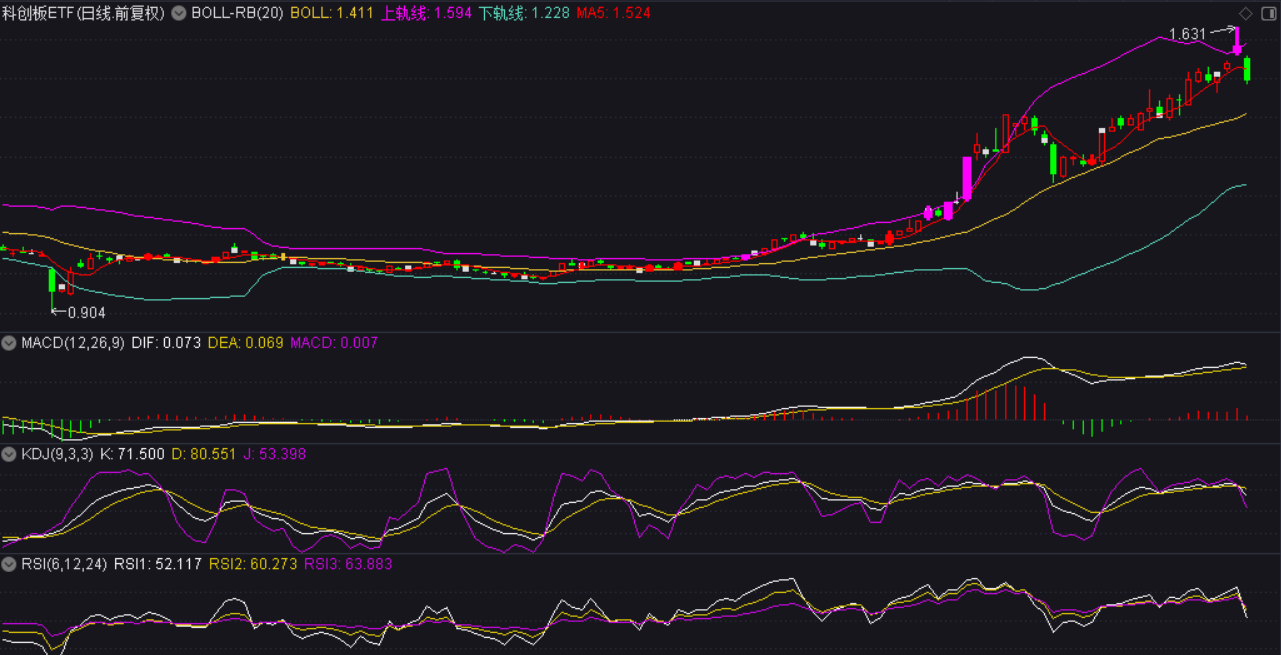 科创板ETF(日线.前复权) BOLL-RB(20) BOLL: 1.411 上轨线: 1.594 下轨线: 1.228 MA5: 1.524
1.631
0.904
MACD(12,26,9) DIF: 0.073 DEA: 0.069 MACD: 0.007
KDJ(9,3,3) K: 71.500 D: 80.551 J: 53.398
RSI(6,12,24) RSI1: 52.117 RSI2: 60.273 RSI3: 63.883